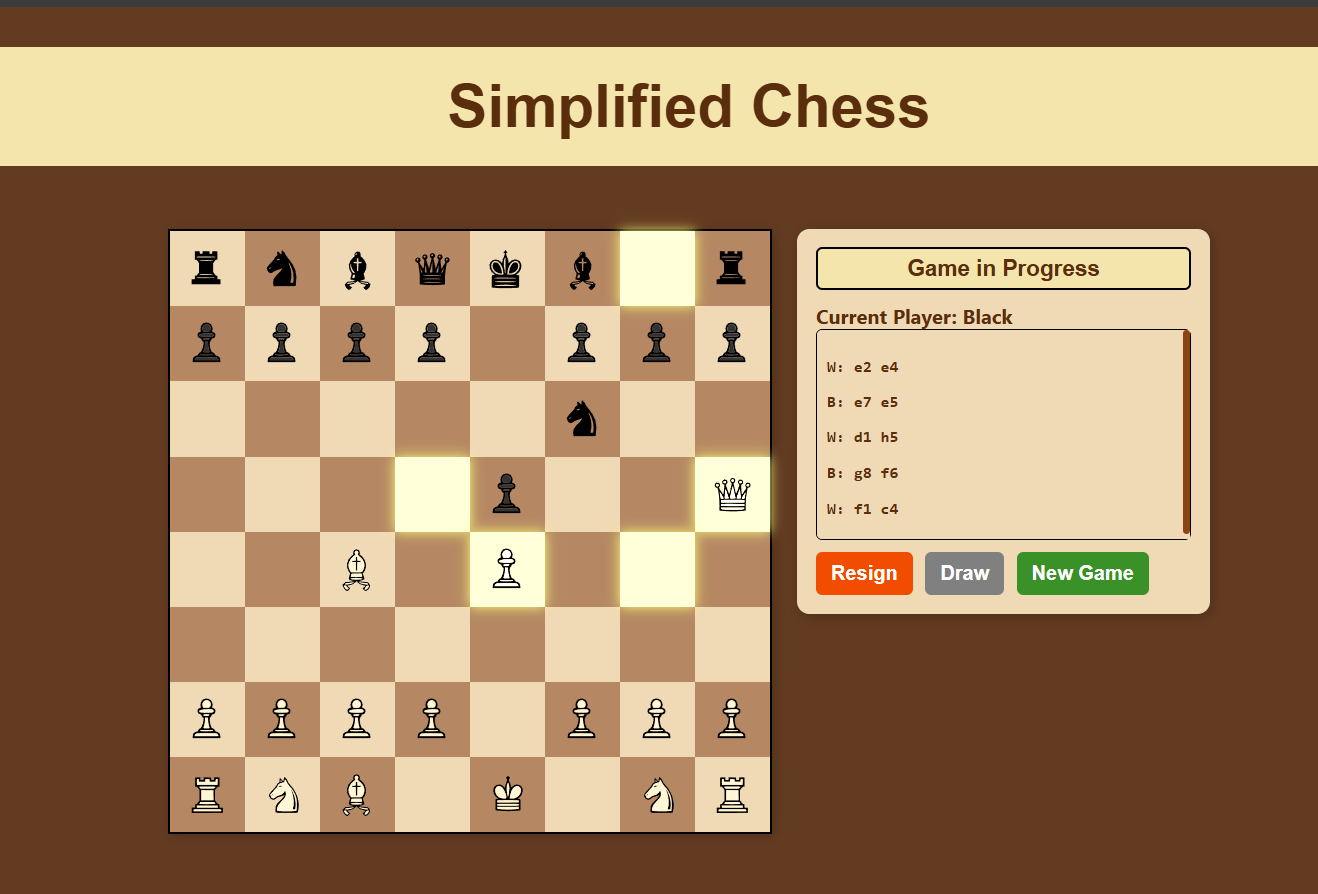 Simplified Chess
Game in Progress
Current Player: Black
W: e2 e4
B: e7 e5
W: d1 h5
B: g8 f6
W: f1 c4
Resign
Draw
New Game